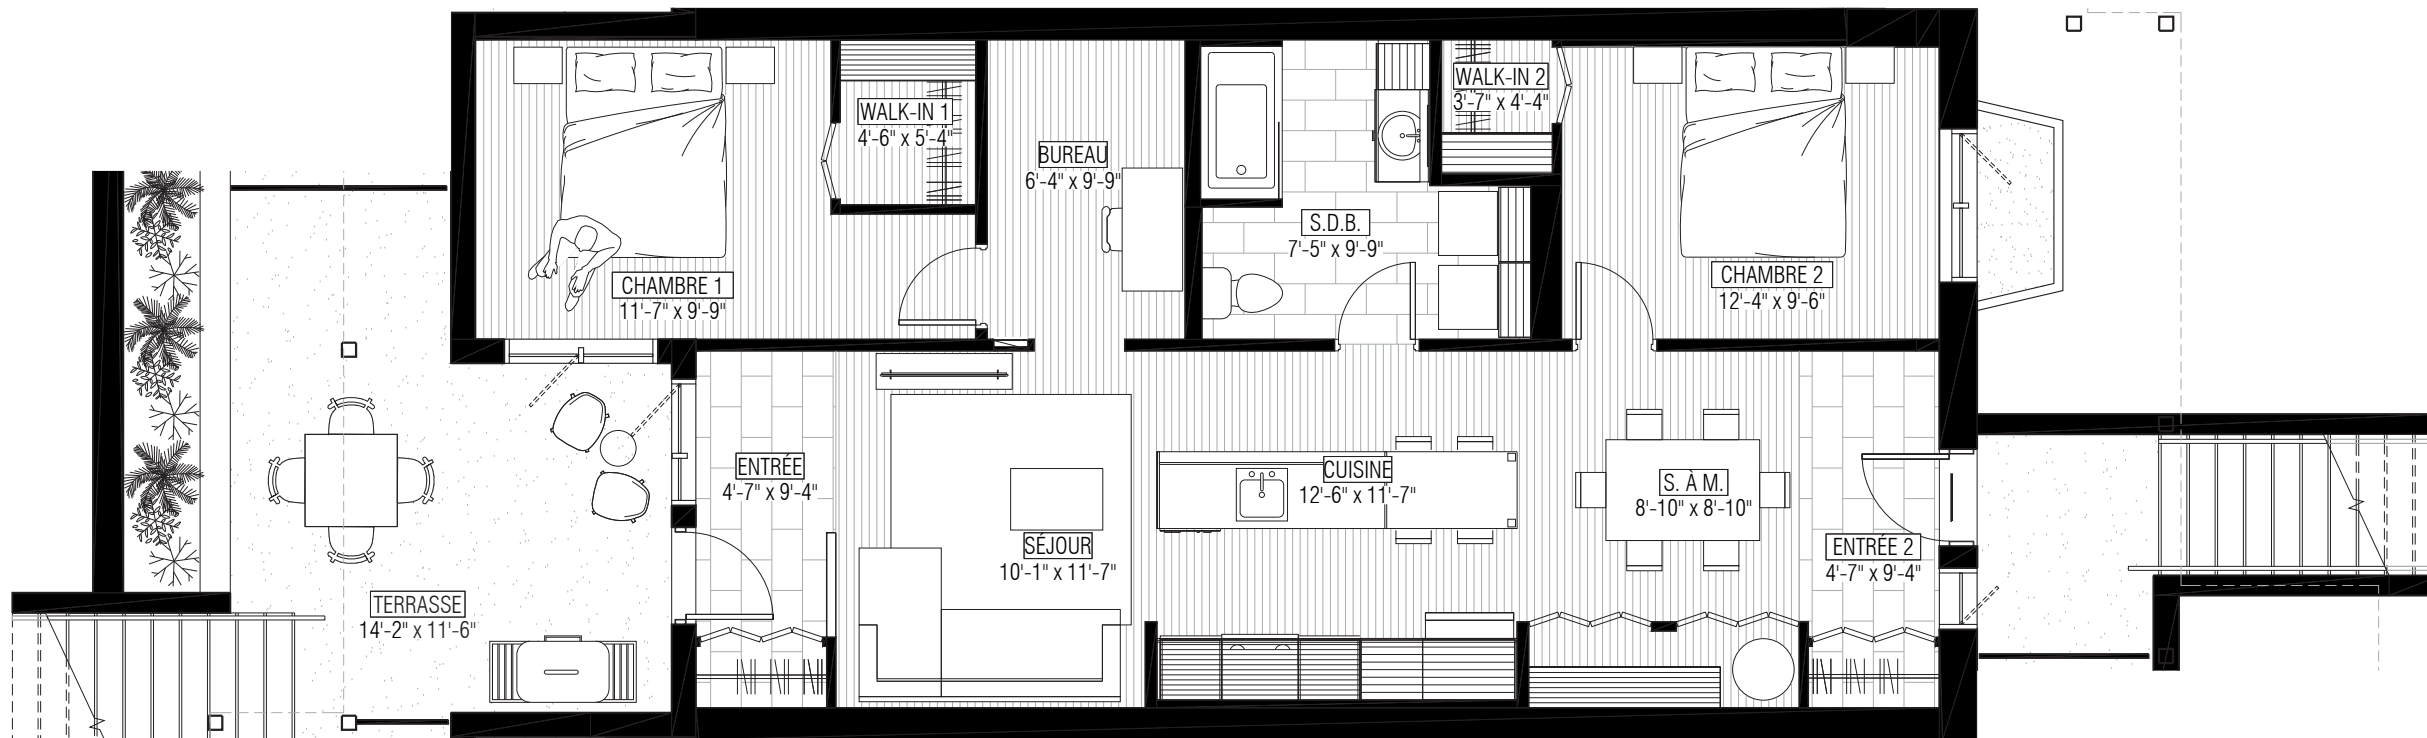 WALK-IN 1
4'-6" x 5'-4"
BUREAU
6'-4" x 9'-9"
WALK-IN 2
3'-7" x 4'-4"
S.D.B.
7'-5" x 9'-9"
CHAMBRE 1
11'-7" x 9'-9"
CHAMBRE 2
12'-4" x 9'-6"
ENTRÉE
4'-7" x 9'-4"
CUISINE
12'-6" x 11'-7"
S. À M.
8'-10" x 8'-10"
SÉJOUR
10'-1" x 11'-7"
ENTRÉE 2
4'-7" x 9'-4"
TERRASSE
14'-2" x 11'-6"